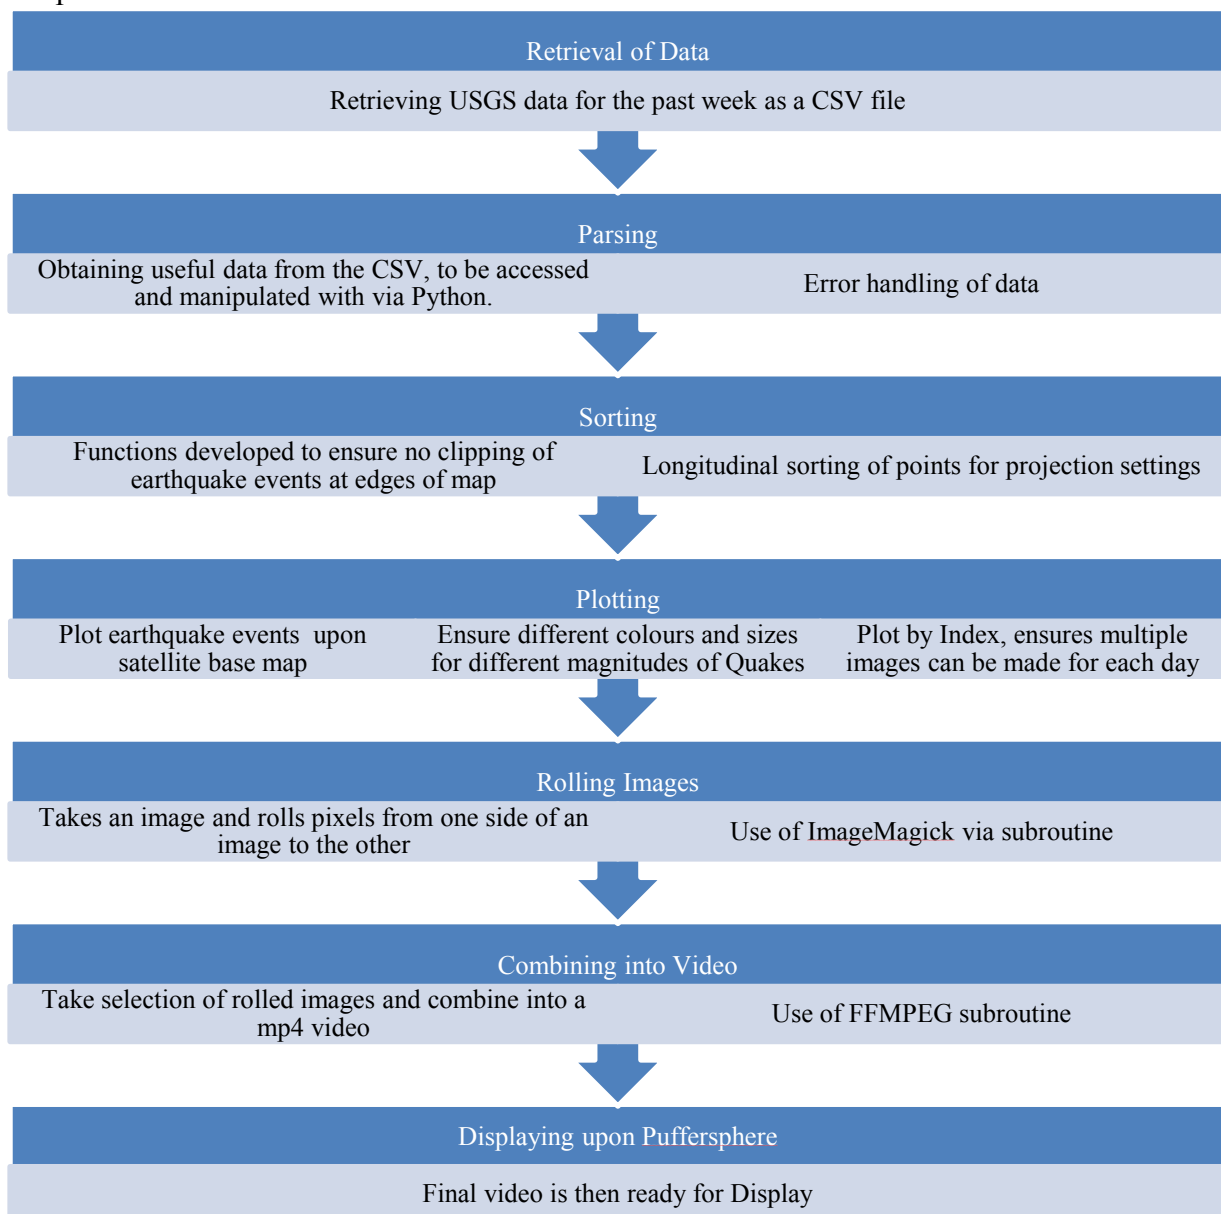 Retrieval of Data
Retrieving USGS data for the past week as a CSV file
Parsing
Obtaining useful data from the CSV, to be accessed
and manipulated with via Python.
Error handling of data
Sorting
Functions developed to ensure no clipping of
earthquake events at edges of map
Longitudinal sorting of points for projection settings
Plotting
Plot earthquake events upon
satellite base map
Ensure different colours and sizes
for different magnitudes of Quakes
Plot by Index, ensures multiple
images can be made for each day
Rolling Images
Takes an image and rolls pixels from one side of an
image to the other
Use of ImageMagick via subroutine
Combining into Video
Take selection of rolled images and combine into a
mp4 video
Use of FFMPEG subroutine
Displaying upon Puffersphere
Final video is then ready for Display